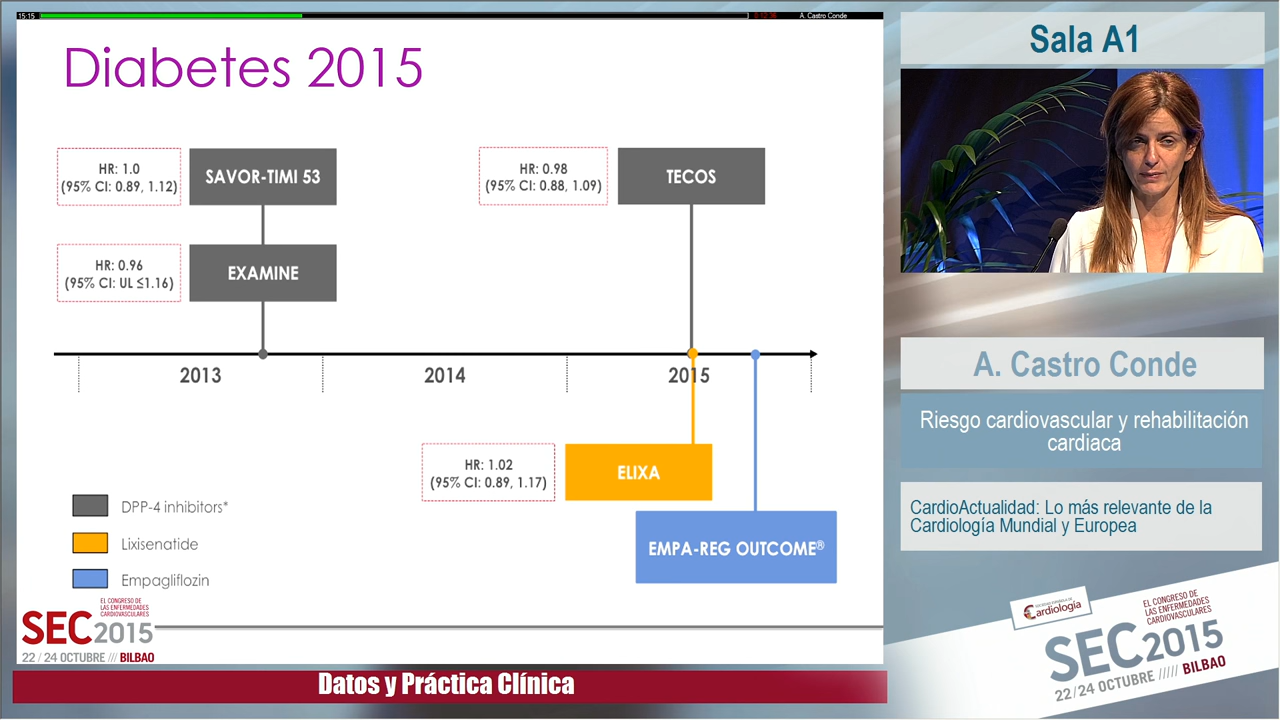 15:15
A. Castro Conde
Diabetes 2015
HR: 1.0
(95% CI: 0.89, 1.12)
SAVOR-TIMI 53
HR: 0.98
(95% CI: 0.88, 1.09)
TECOS
HR: 0.96
(95% CI: UL ≤1.16)
EXAMINE
2013
2014
2015
HR: 1.02
(95% CI: 0.89, 1.17)
ELIXA
EMPA-REG OUTCOME®
DPP-4 inhibitors*
Lixisenatide
Empagliflozin
EL CONGRESO DE
LAS ENFERMEDADES
CARDIOVASCULARES
SEC2015
22 / 24 OCTUBRE /// BILBAO
Datos y Práctica Clínica
Sala A1
A. Castro Conde
Riesgo cardiovascular y rehabilitación
cardiaca
CardioActualidad: Lo más relevante de la
Cardiología Mundial y Europea
SOCIEDAD ESPAÑOLA DE
Cardiología
EL CONGRESO DE
LAS ENFERMEDADES
CARDIOVASCULARES
SEC2015
22/24 OCTUBRE ///// BILBAO